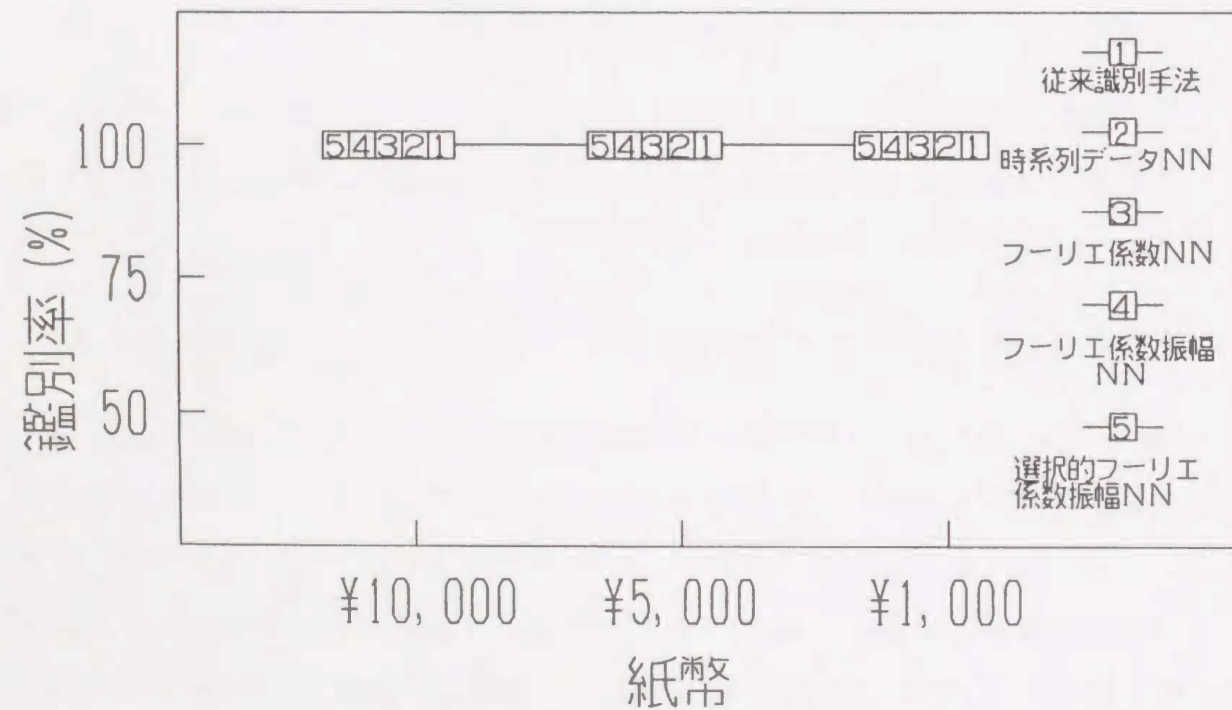 鑑別率 (%)
100
75
50
54321
54321
54321
1
従来識別手法
2
時系列データNN
3
フーリエ係数NN
4
フーリエ係数振幅
NN
5
選択的フーリエ
係数振幅NN
¥10,000
¥5,000
¥1,000
紙幣